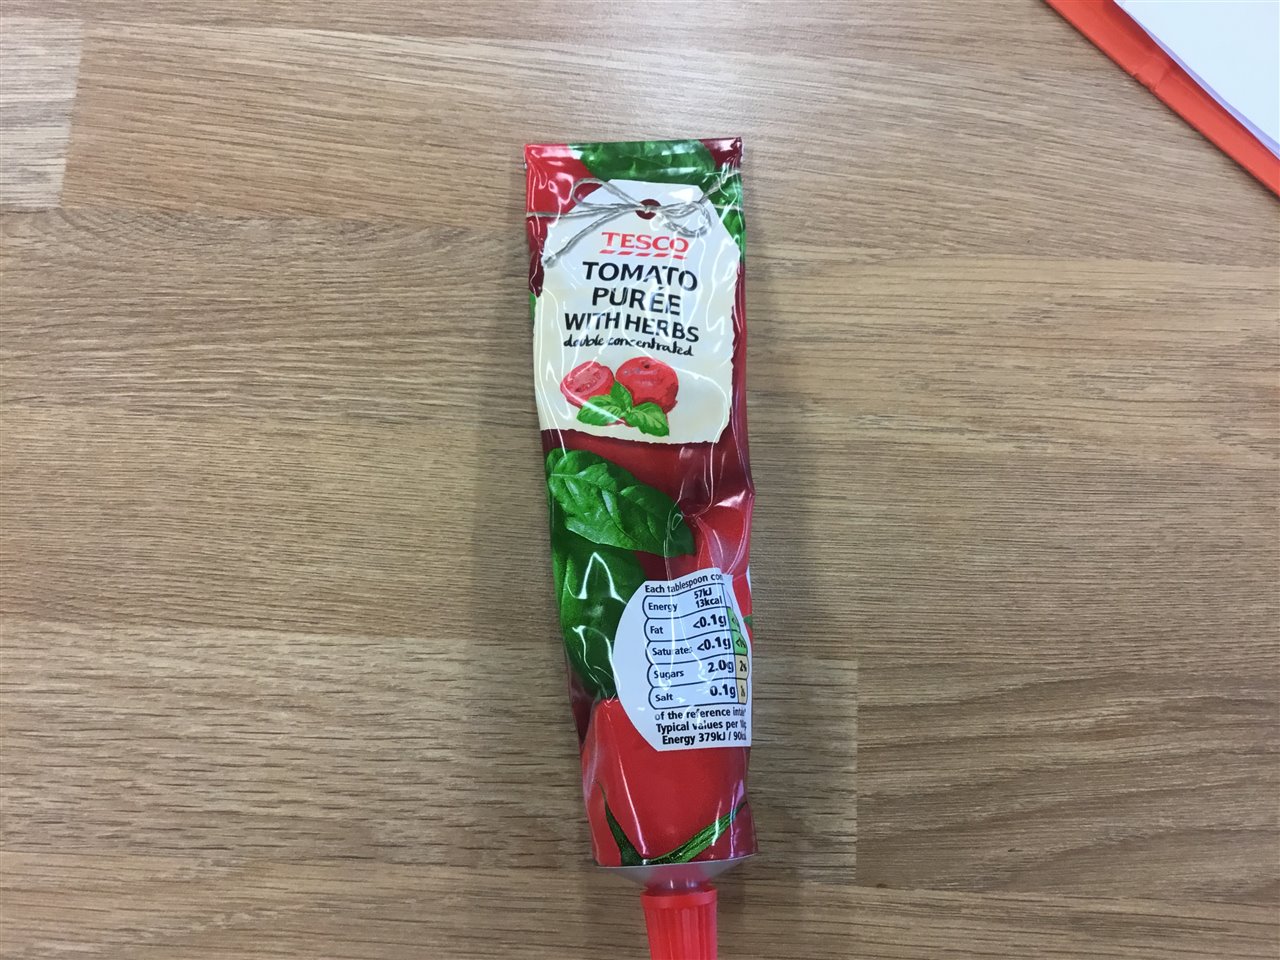 TESCO
TOMATO
PURÉE
WITH HERBS
double concentrated
Each tablespoon
Energy 57kJ
13kcal
Fat <0.1g
Saturates <0.1g
Sugars 2.0g 2%
Salt 0.1g
of the reference
Typical values per
Energy 379kJ /